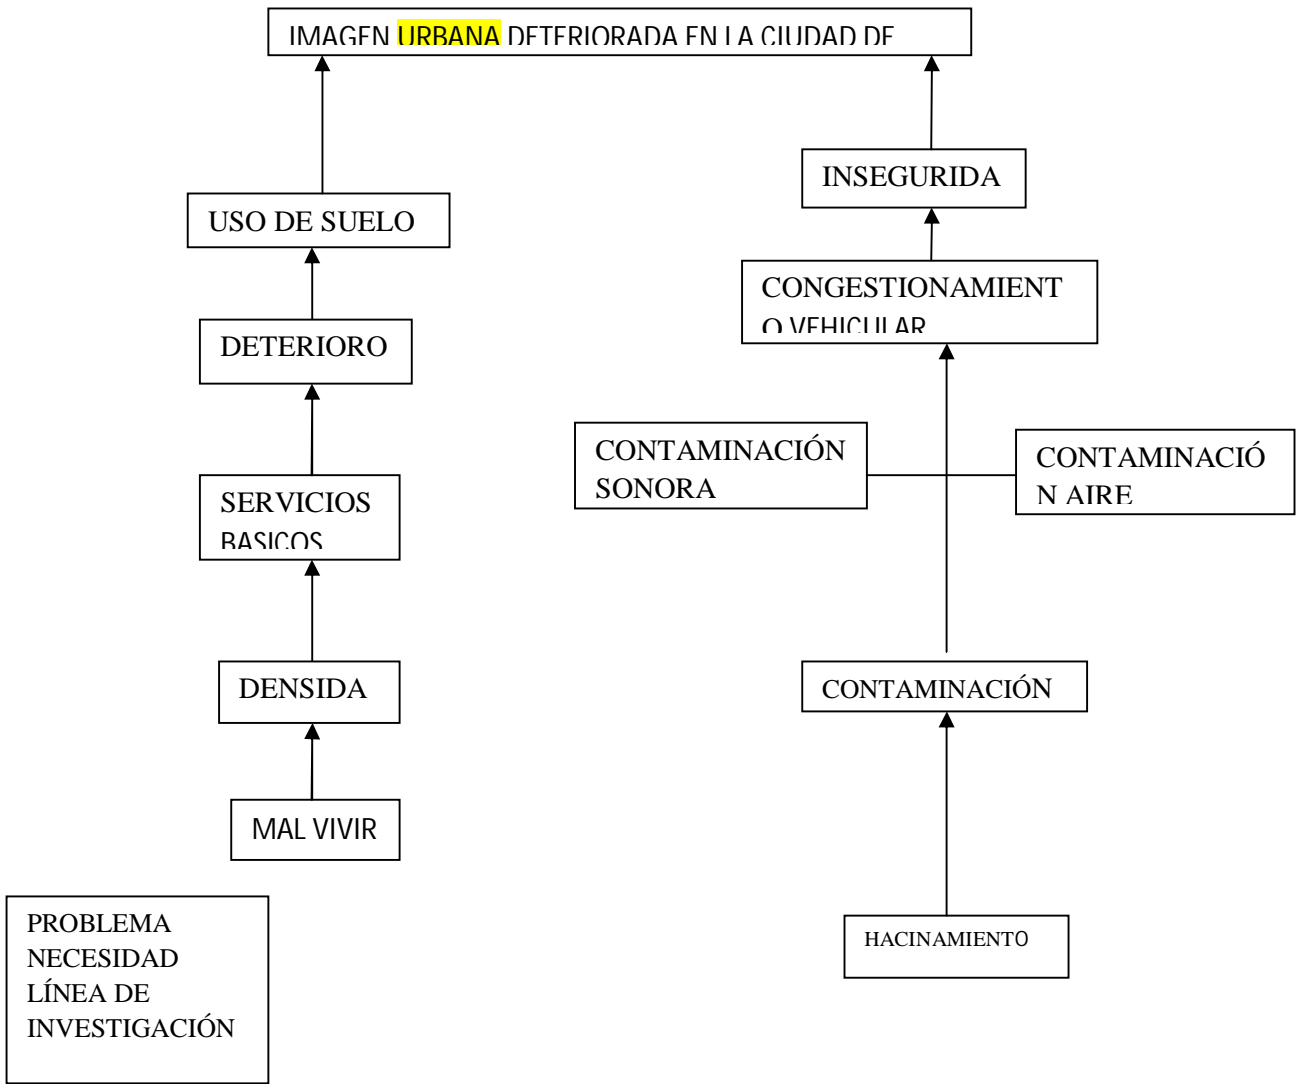 IMAGEN URBANA DETERIORADA EN LA CIUDAD DE
INSEGURIDA
USO DE SUELO
CONGESTIONAMIENT
O VEHICULAR
DETERIORO
CONTAMINACIÓN
SONORA
CONTAMINACIÓ
N AIRE
SERVICIOS
BASICOS
DENSIDA
CONTAMINACIÓN
MAL VIVIR
HACINAMIENTO
PROBLEMA
NECESIDAD
LÍNEA DE
INVESTIGACIÓN